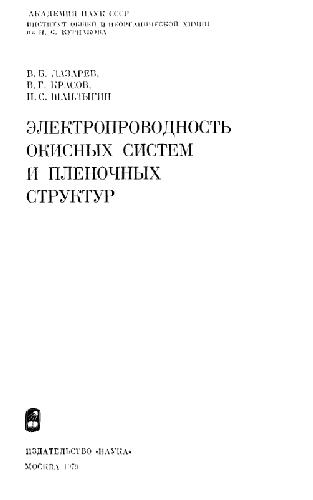 АКАДЕМИЯ НАУК СССР
ИНСТИТУТ ОБЩЕЙ И НЕОРГАНИЧЕСКОЙ ХИМИИ
им. Н. С. КУРНАКОВА
В. Б. ЛАЗАРЕВ,
В. Г. КРАСОВ,
И. С. ШАПЛЫГИН
ЭЛЕКТРОПРОВОДНОСТЬ
ОКИСНЫХ СИСТЕМ
И ПЛЕНОЧНЫХ
СТРУКТУР
ИЗДАТЕЛЬСТВО «НАУКА»
МОСКВА